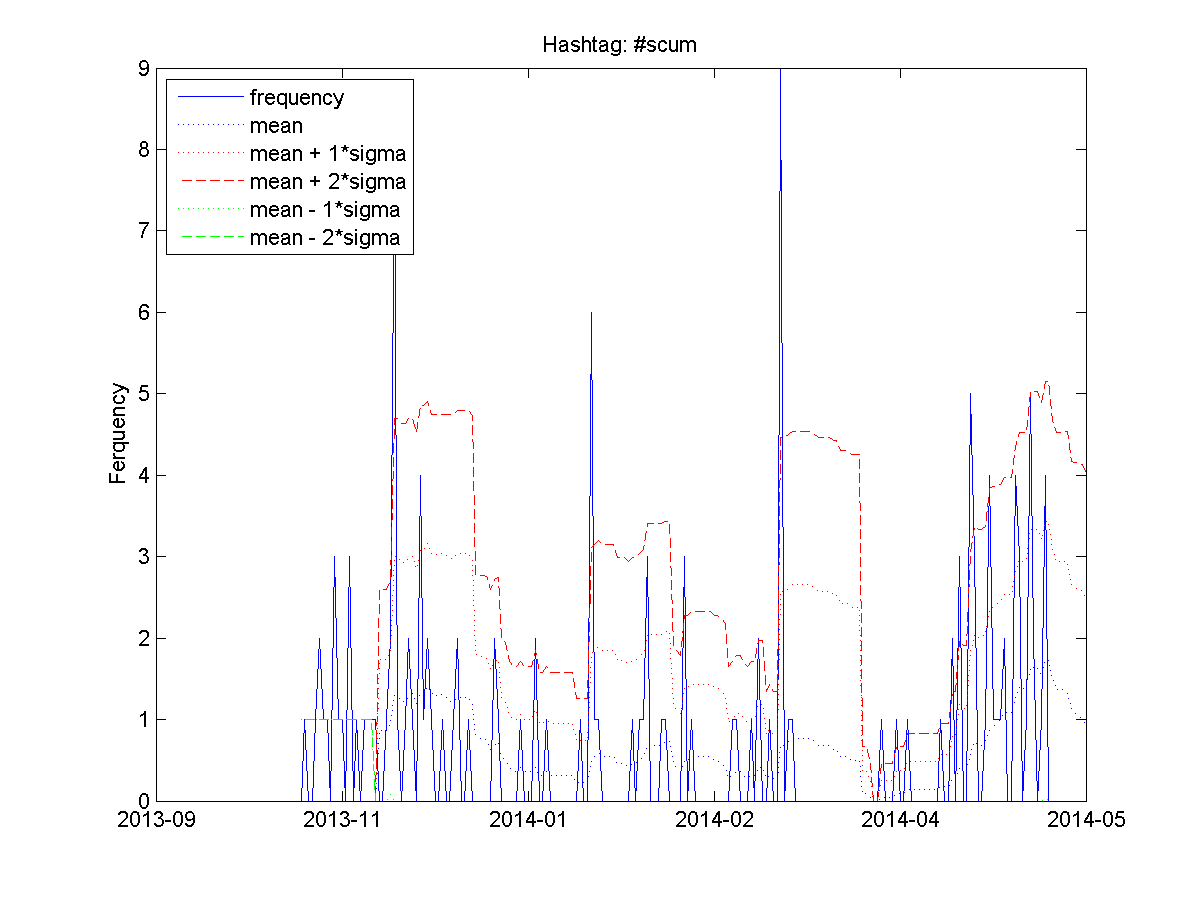 Hashtag: #scum
9
8
7
6
5
4
3
2
1
0
Ferquency
frequency
mean
mean + 1*sigma
mean + 2*sigma
mean - 1*sigma
mean - 2*sigma
2013-09 2013-11 2014-01 2014-02 2014-04 2014-05